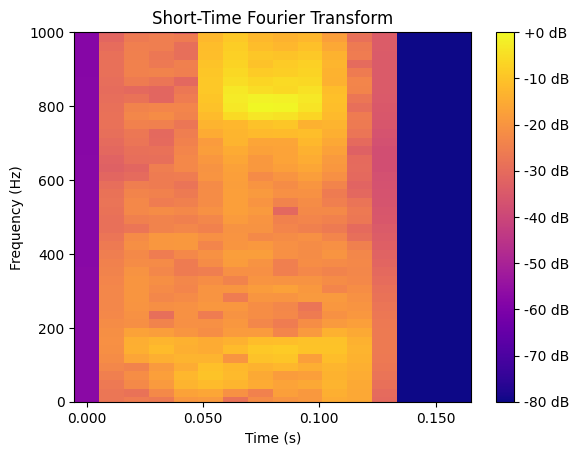 Short-Time Fourier Transform
1000
800
600
400
200
0
Frequency (Hz)
0.000
0.050
0.100
0.150
Time (s)
+0 dB
-10 dB
-20 dB
-30 dB
-40 dB
-50 dB
-60 dB
-70 dB
-80 dB